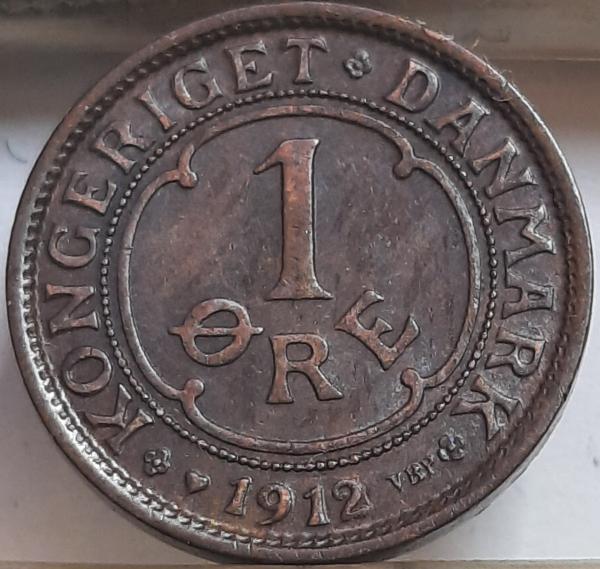 KONGERIGET DANMARK
1
ØRE
1912 VBP